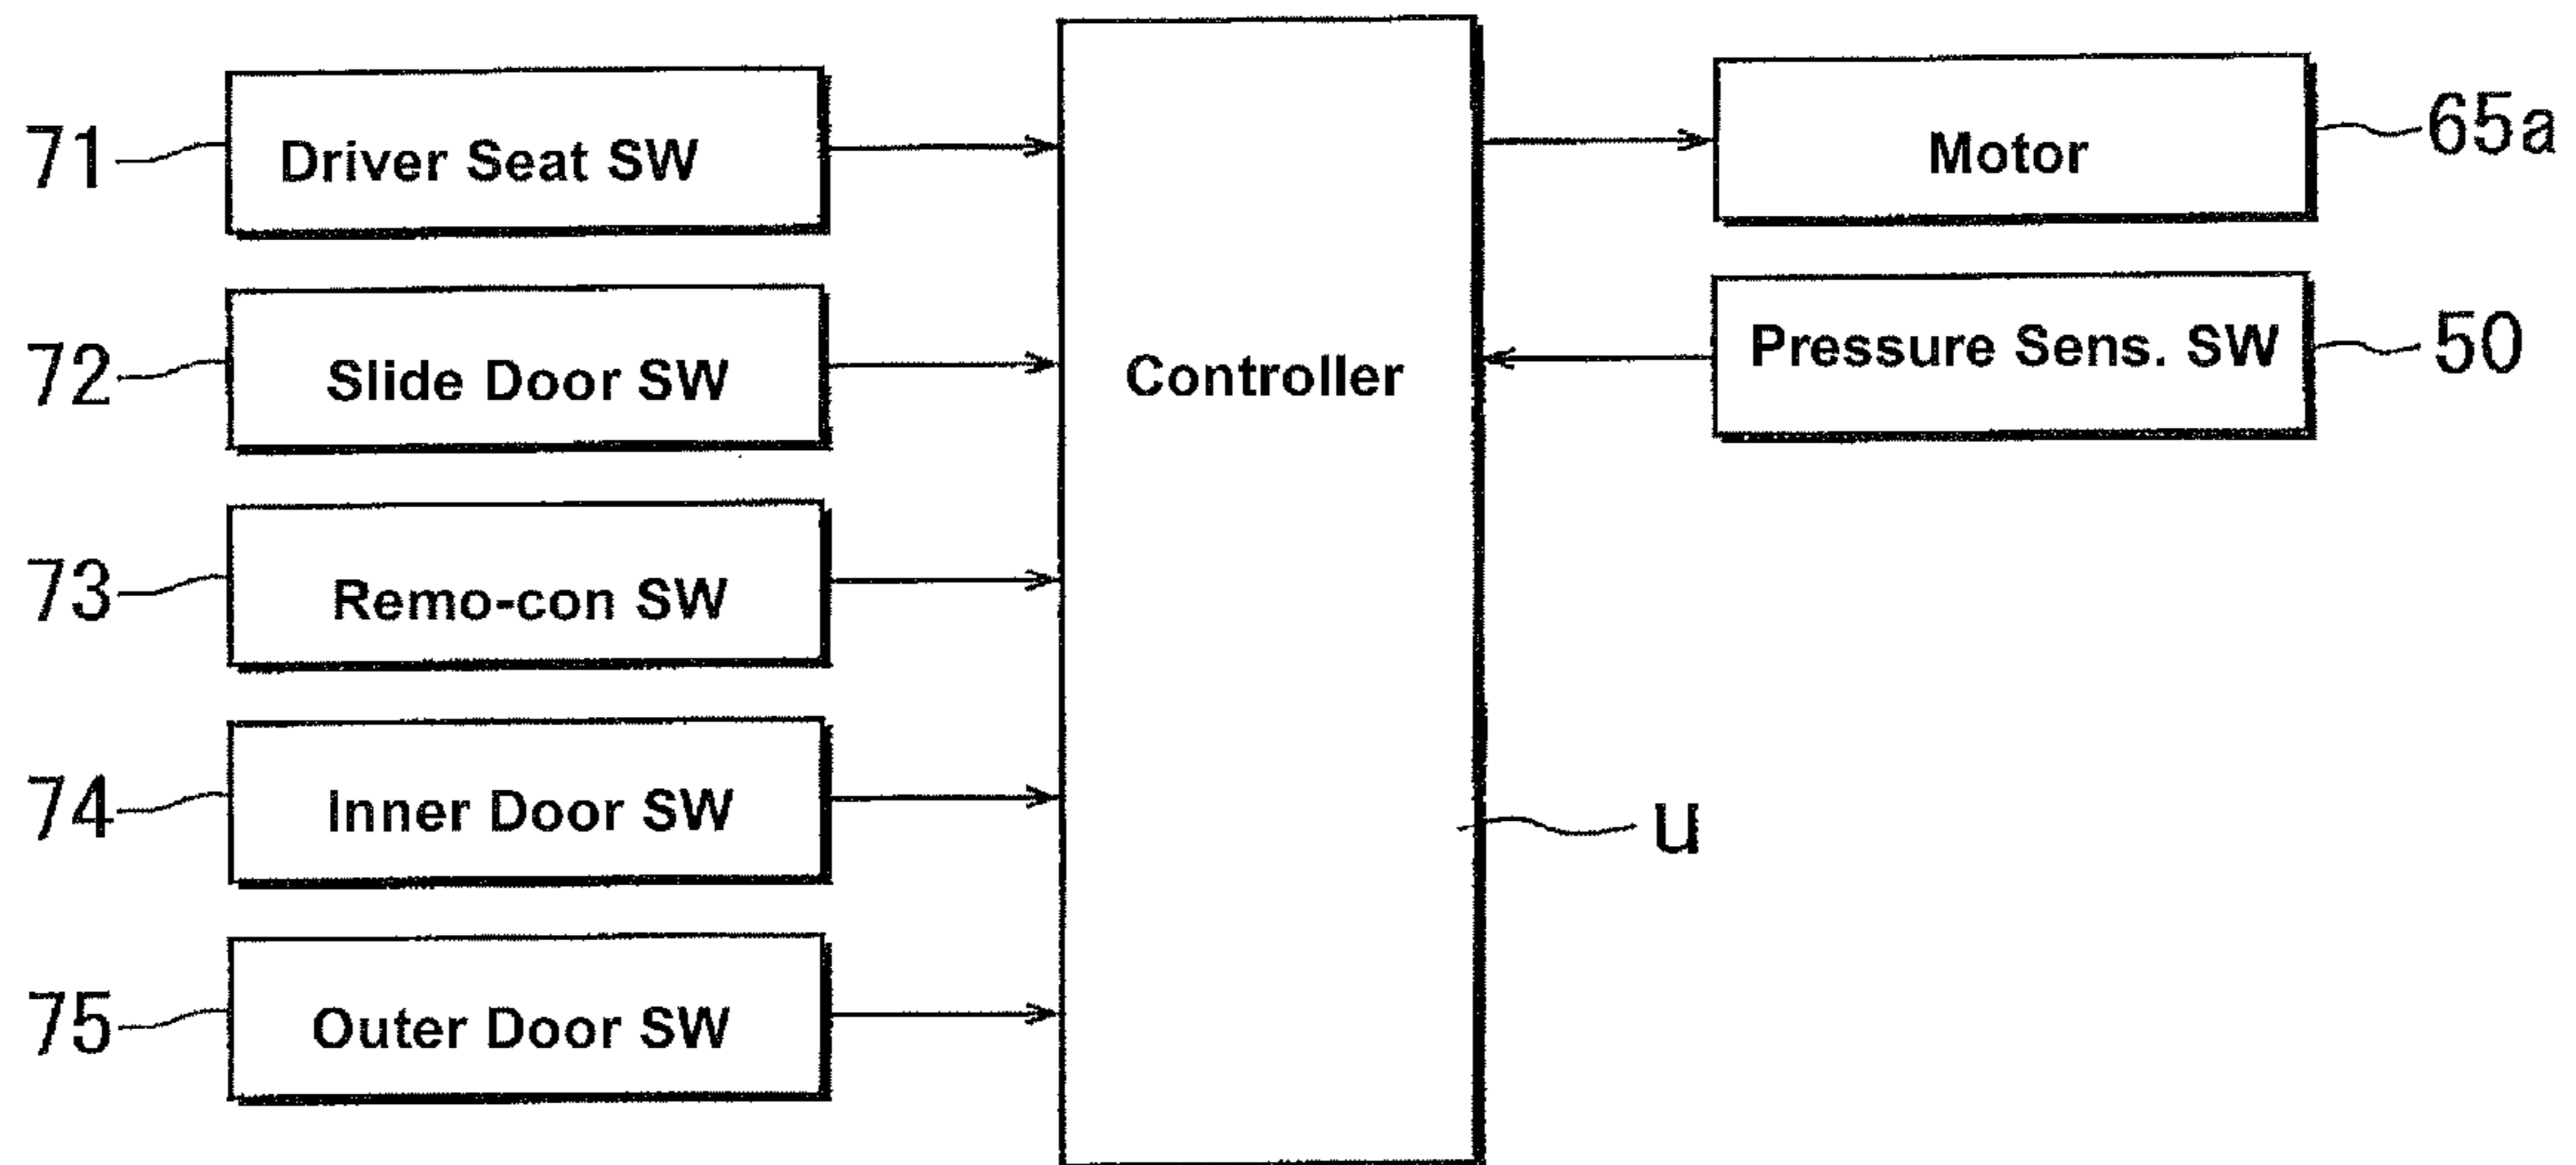 71 Driver Seat SW
72 Slide Door SW
73 Remo-con SW
74 Inner Door SW
75 Outer Door SW
Controller
u
Motor 65a
Pressure Sens. SW 50